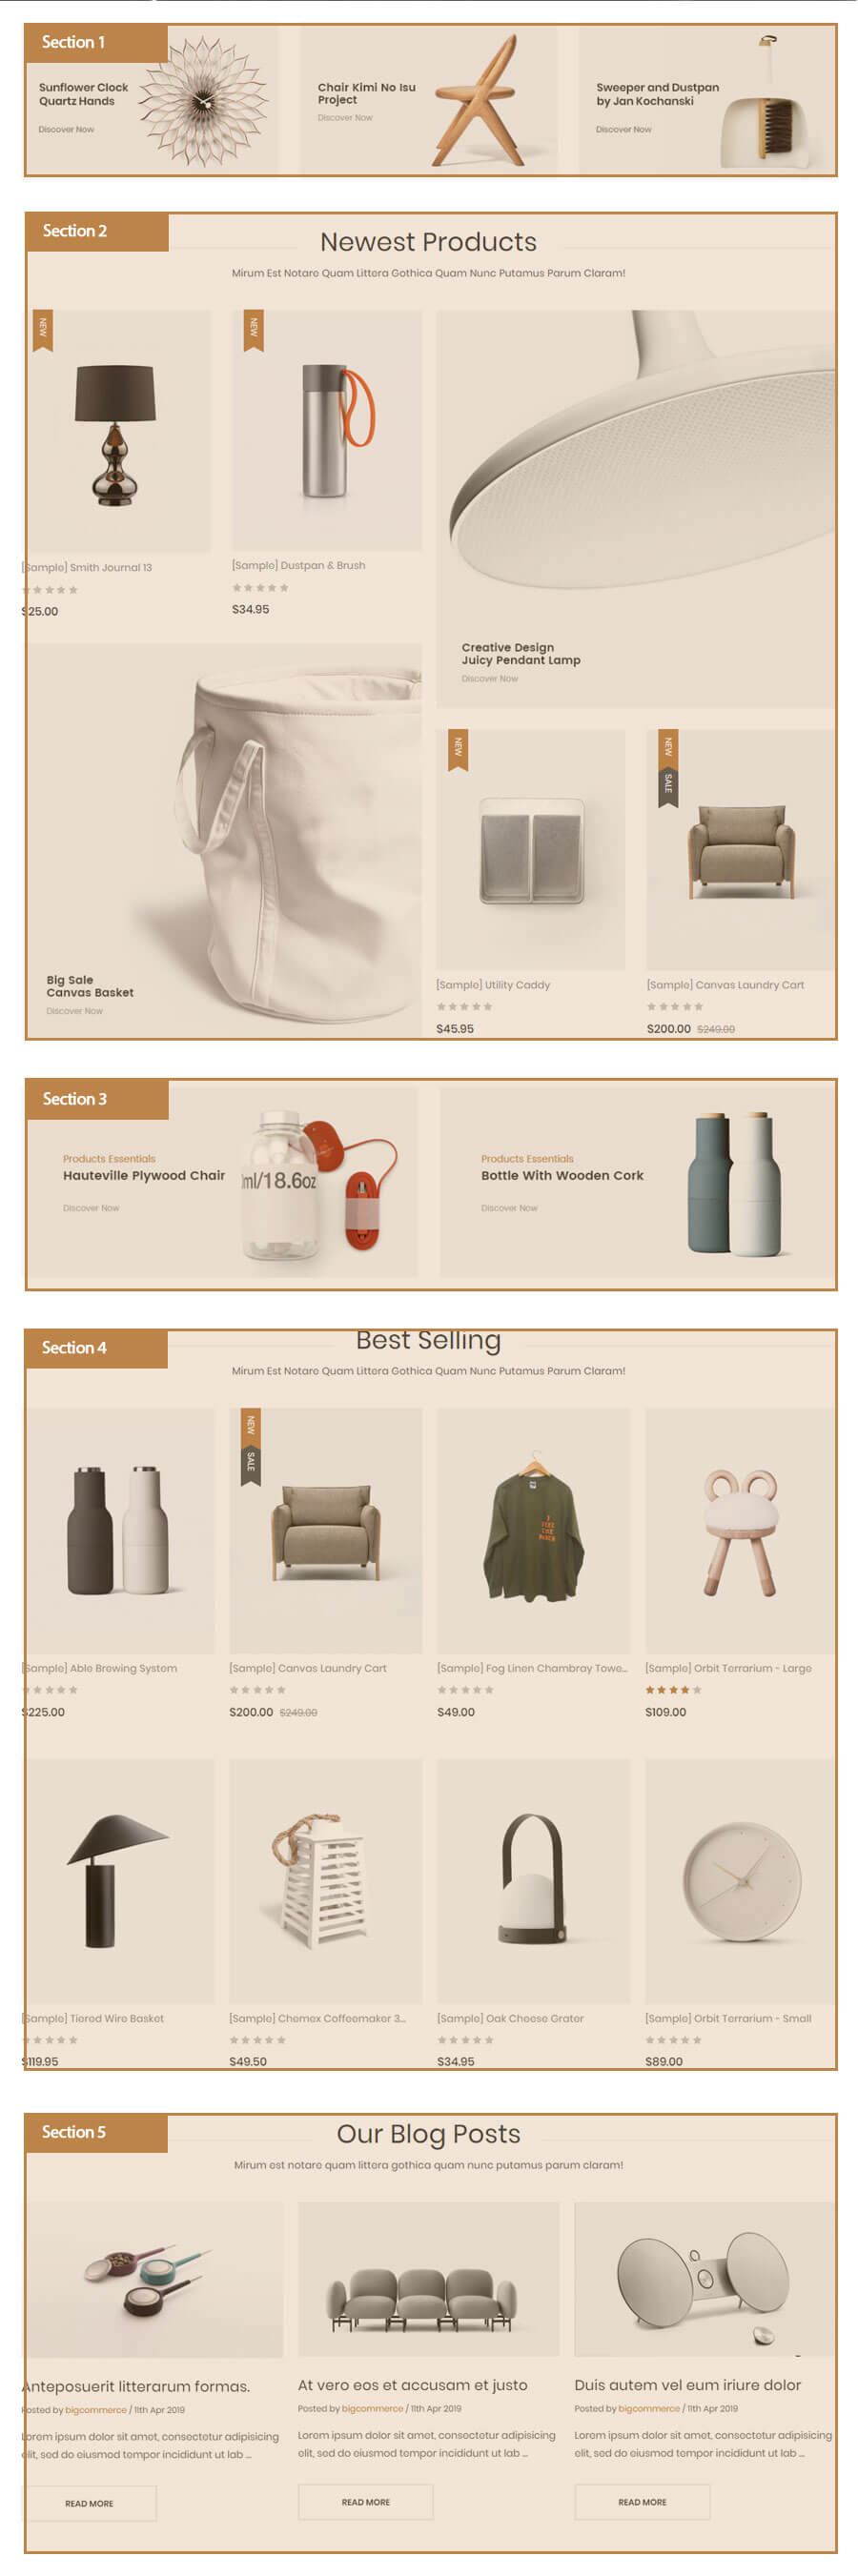 Section 1
Sunflower Clock
Quartz Hands
Discover Now
Chair Kimi No Isu
Project
Discover Now
Sweeper and Dustpan
by Jan Kochanski
Discover Now
Section 2
Newest Products
Mirum Est Notare Quam Littera Gothica Quam Nunc Putamus Parum Claram!
NEW
NEW
[Sample] Smith Journal 13
$25.00
[Sample] Dustpan & Brush
$34.95
Creative Design
Juicy Pendant Lamp
Discover Now
Big Sale
Canvas Basket
Discover Now
NEW
[Sample] Utility Caddy
$45.95
NEW
SALE
[Sample] Canvas Laundry Cart
$200.00 $249.00
Section 3
Products Essentials
Hauteville Plywood Chair
Discover Now
ml/18.6oz
Products Essentials
Bottle With Wooden Cork
Discover Now
Section 4
Best Selling
Mirum Est Notare Quam Littera Gothica Quam Nunc Putamus Parum Claram!
NEW
SALE
[Sample] Able Brewing System
$225.00
[Sample] Canvas Laundry Cart
$200.00 $249.00
[Sample] Fog Linen Chambray Towe...
$49.00
[Sample] Orbit Terrarium - Large
$109.00
[Sample] Tiered Wire Basket
$119.95
[Sample] Chemex Coffeemaker 3...
$49.50
[Sample] Oak Cheese Grater
$34.95
[Sample] Orbit Terrarium - Small
$89.00
Section 5
Our Blog Posts
Mirum est notare quam littera gothica quam nunc putamus parum claram!
Anteposuerit litterarum formas.
Posted by bigcommerce / 11th Apr 2019
Lorem ipsum dolor sit amet, consectetur adipisicing
elit, sed do eiusmod tempor incididunt ut lab ...
READ MORE
At vero eos et accusam et justo
Posted by bigcommerce / 11th Apr 2019
Lorem ipsum dolor sit amet, consectetur adipisicing
elit, sed do eiusmod tempor incididunt ut lab ...
READ MORE
Duis autem vel eum iriure dolor
Posted by bigcommerce / 11th Apr 2019
Lorem ipsum dolor sit amet, consectetur adipisicing
elit, sed do eiusmod tempor incididunt ut lab ...
READ MORE